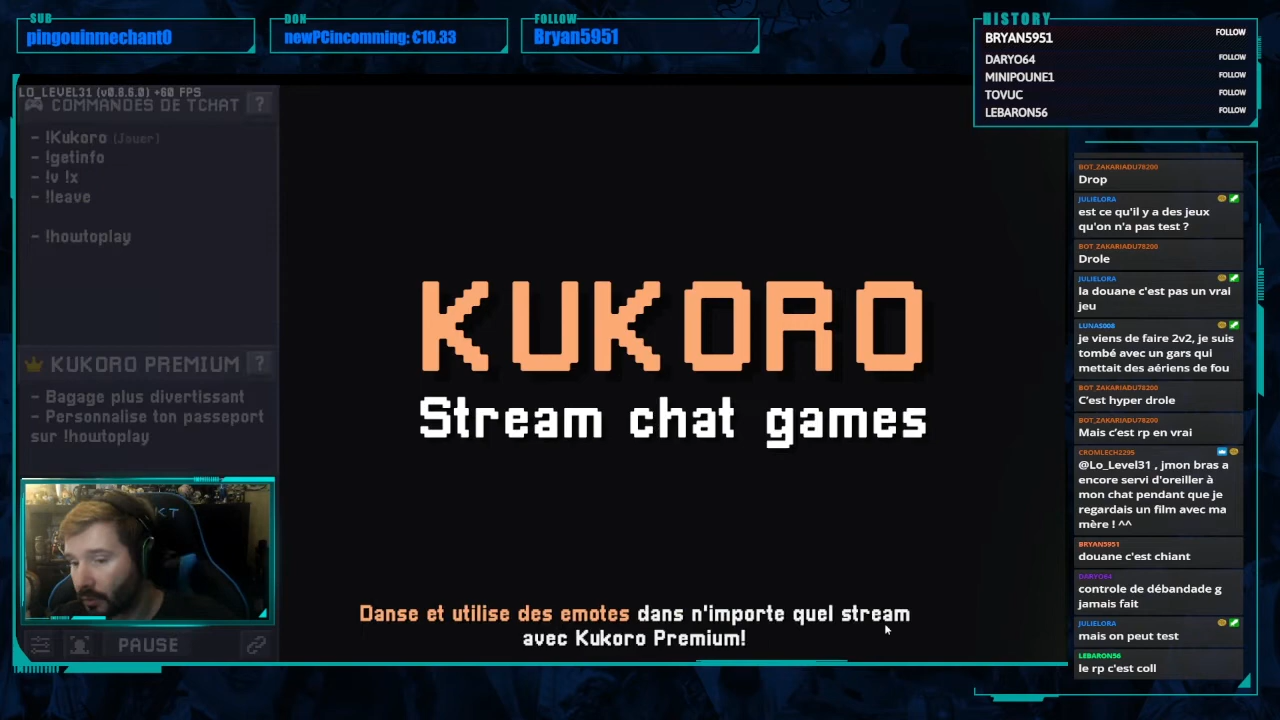 SUB
pingouinmechant0
DON
newPCincomming: €10.33
FOLLOW
Bryan5951
HISTORY
BRYAN5951 FOLLOW
DARYO64 FOLLOW
MINIPOUNE1 FOLLOW
TOVUC FOLLOW
LEBARON56 FOLLOW
LO_LEVEL31 (v0.8.6.0) +60 FPS
COMMANDES DE TCHAT ?
- !Kukoro (Jouer)
- !getinfo
- !v !x
- !leave
- !howtoplay
KUKORO PREMIUM ?
- Bagage plus divertissant
- Personnalise ton passeport
sur !howtoplay
KT
PAUSE
KUKORO
Stream chat games
Danse et utilise des emotes dans n'importe quel stream
avec Kukoro Premium!
BOT_ZAKARIADU78200
Drop
JULIELORA
est ce qu'il y a des jeux
qu'on n'a pas test ?
BOT_ZAKARIADU78200
Drole
JULIELORA
la douane c'est pas un vrai
jeu
LUNAS008
je viens de faire 2v2, je suis
tombé avec un gars qui
mettait des aériens de fou
BOT_ZAKARIADU78200
C'est hyper drole
BOT_ZAKARIADU78200
Mais c'est rp en vrai
CROMLECH2295
@Lo_Level31 , jmon bras a
encore servi d'oreiller à
mon chat pendant que je
regardais un film avec ma
mère ! ^^
BRYAN5951
douane c'est chiant
DARYO64
controle de débandade g
jamais fait
JULIELORA
mais on peut test
LEBARON56
le rp c'est coll